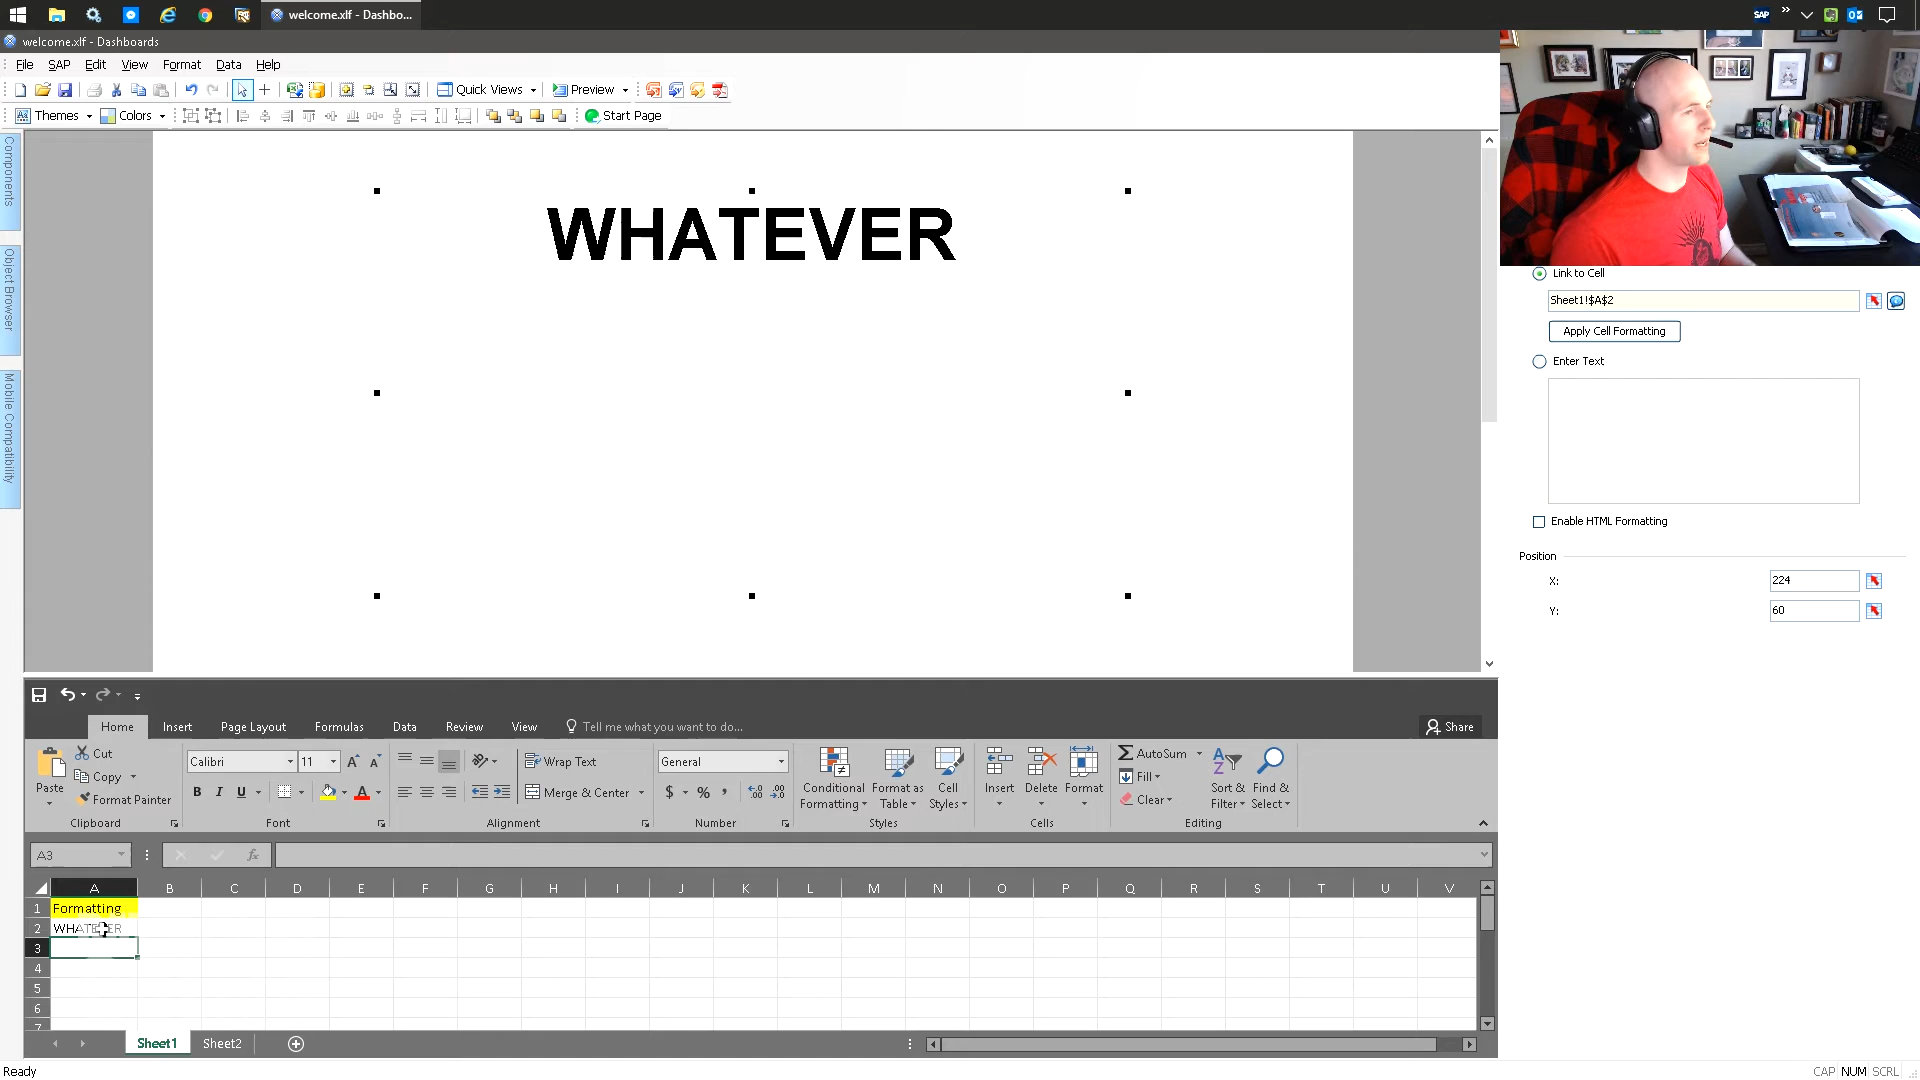 welcome.xlf - Dashbo...
SAP
welcome.xlf - Dashboards
File SAP Edit View Format Data Help
Quick Views Preview
Themes Colors Start Page
Components
Object Browser
Mobile Compatibility
WHATEVER
Link to Cell
Sheet1!$A$2
Apply Cell Formatting
Enter Text
Enable HTML Formatting
Position
X: 224
Y: 60
Home Insert Page Layout Formulas Data Review View Tell me what you want to do... Share
Paste
Cut
Copy
Format Painter
Clipboard
Calibri 11
B I U
Font
Wrap Text
Merge & Center
Alignment
General
$ % ,
Number
Conditional Formatting
Format as Table
Cell Styles
Styles
Insert Delete Format
Cells
AutoSum
Fill
Clear
Sort & Filter
Find & Select
Editing
A3 fx
A B C D E F G H I J K L M N O P Q R S T U V
1 Formatting
2 WHATEVER
3
4
5
6
7
Sheet1 Sheet2
Ready
CAP NUM SCRL